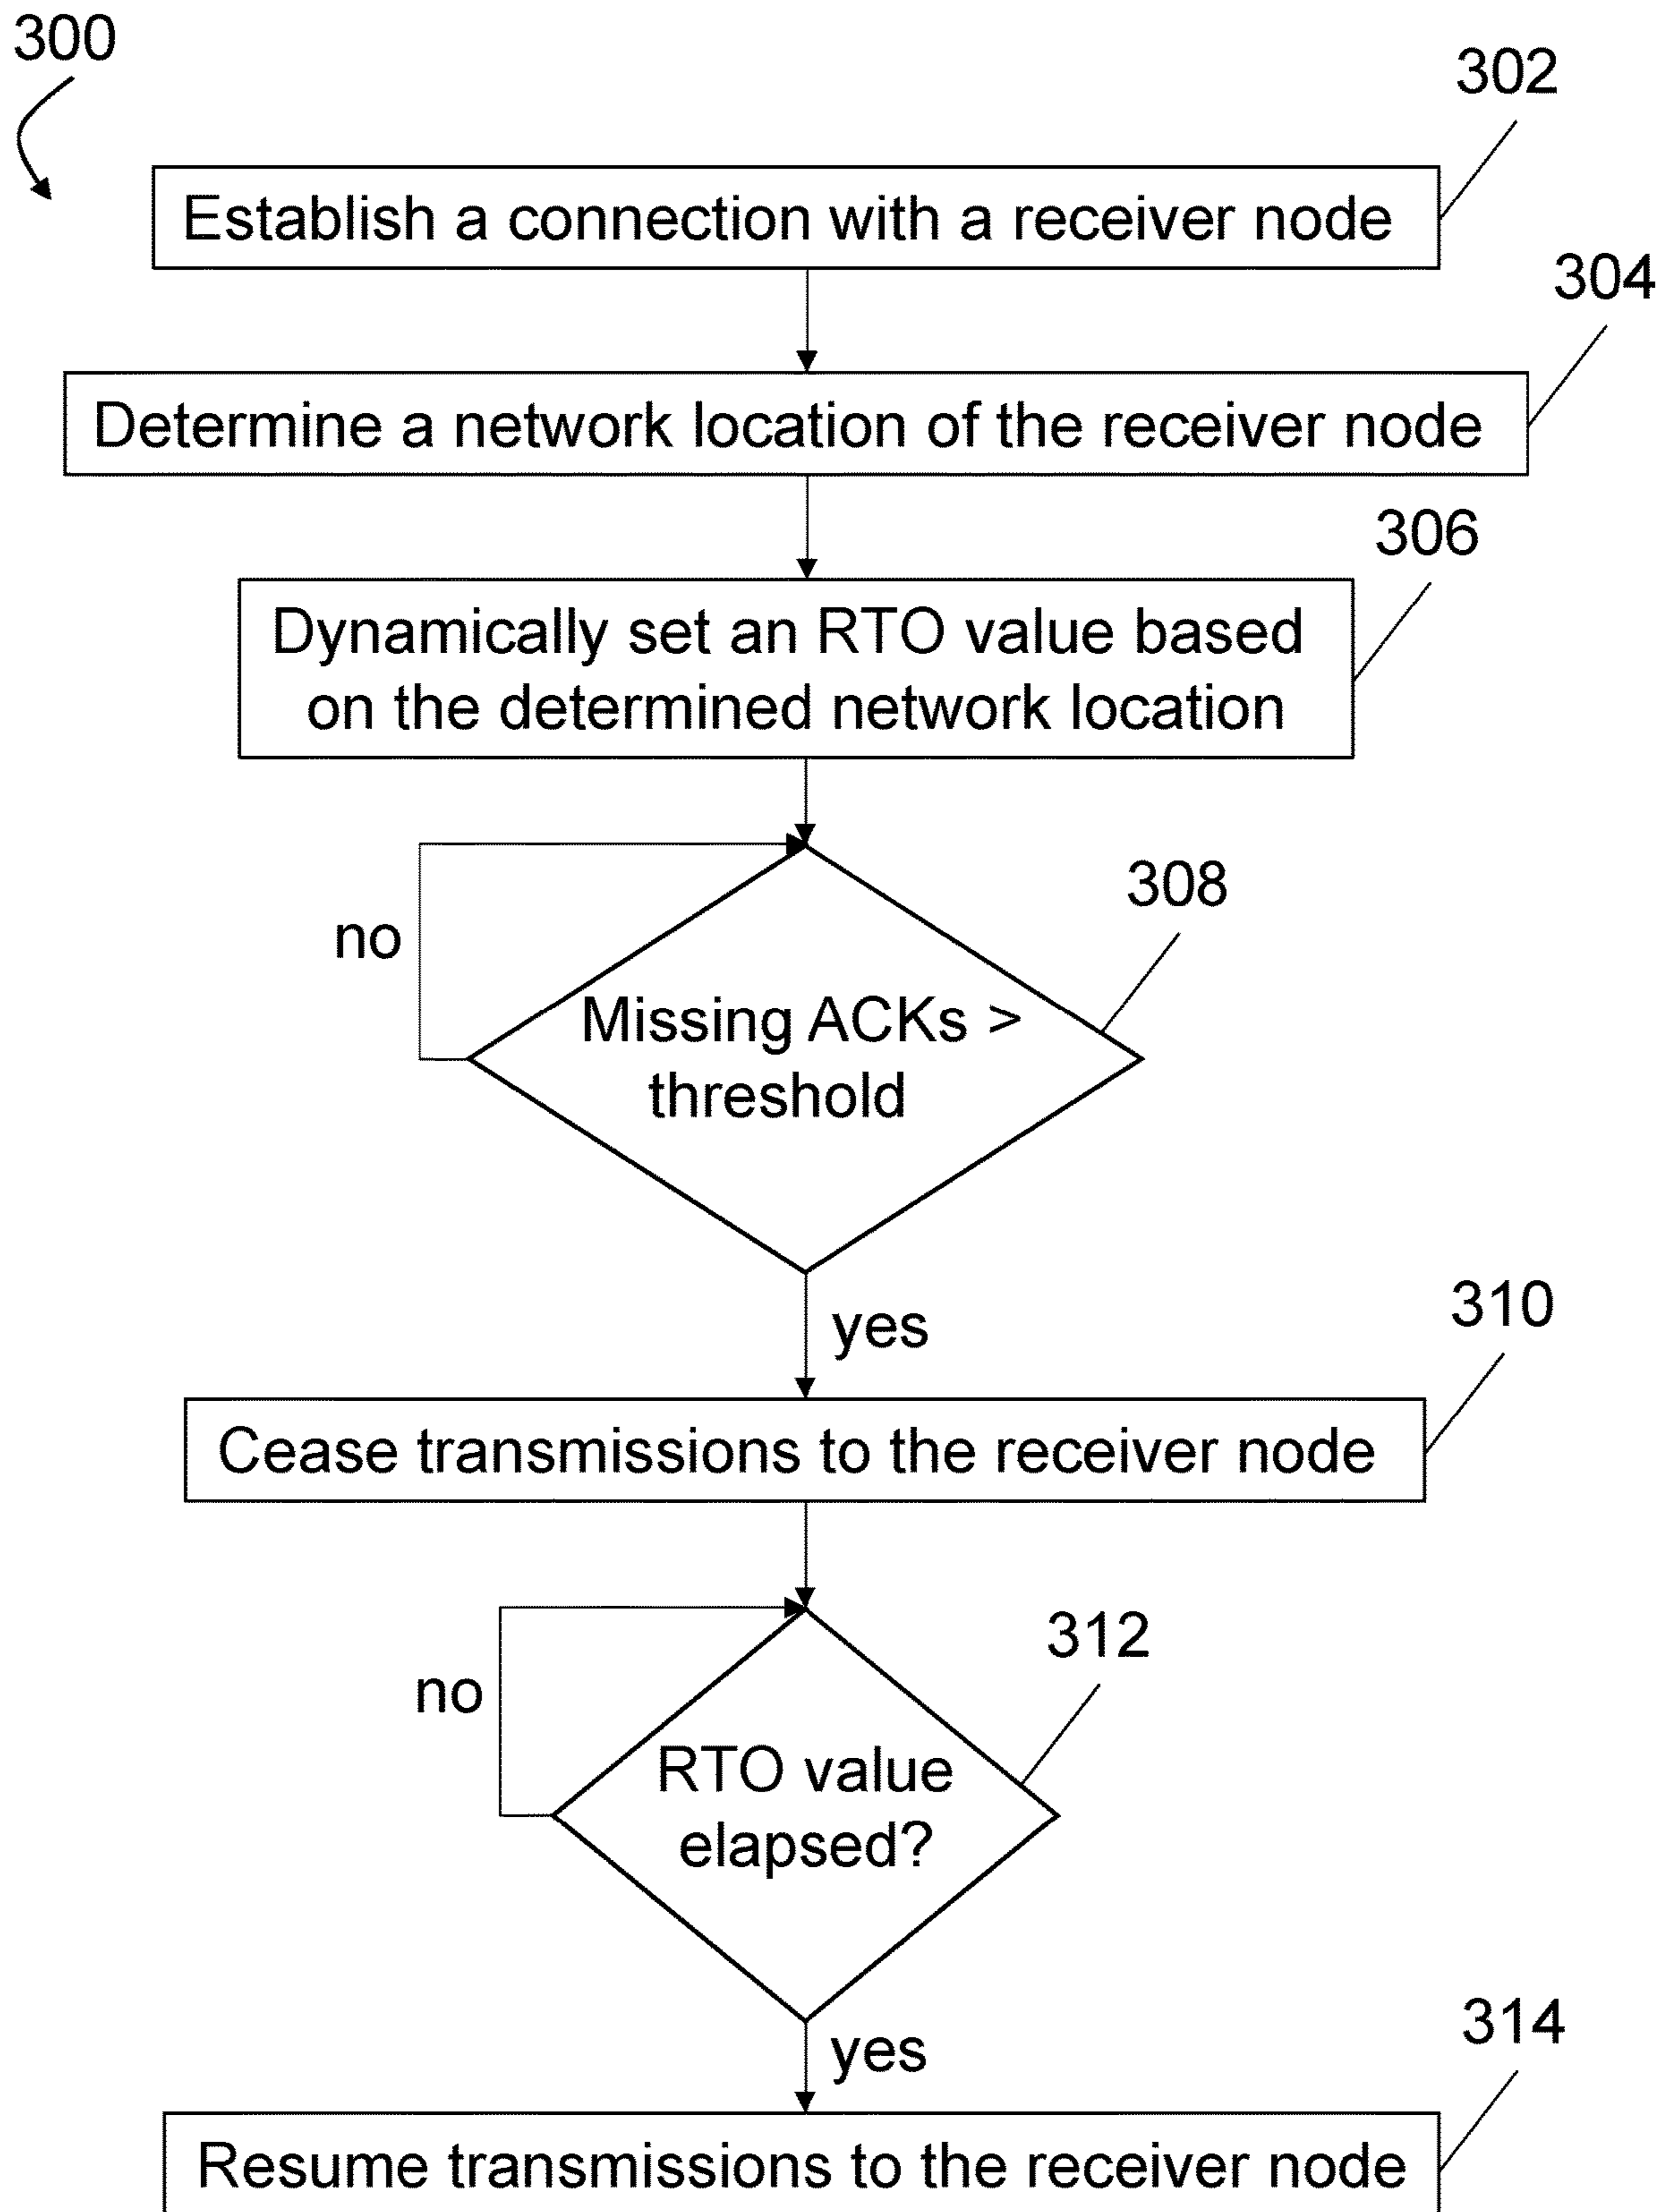 300
302
Establish a connection with a receiver node
304
Determine a network location of the receiver node
306
Dynamically set an RTO value based
on the determined network location
308
no
Missing ACKs >
threshold
yes
310
Cease transmissions to the receiver node
312
no
RTO value
elapsed?
yes
314
Resume transmissions to the receiver node